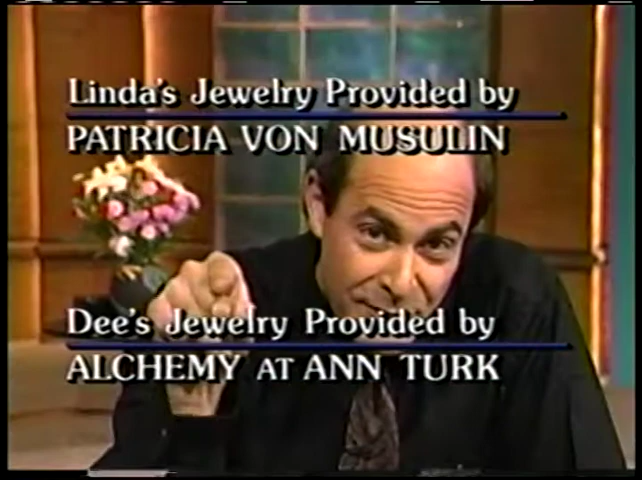 Linda's Jewelry Provided by
PATRICIA VON MUSULIN
Dee's Jewelry Provided by
ALCHEMY AT ANN TURK